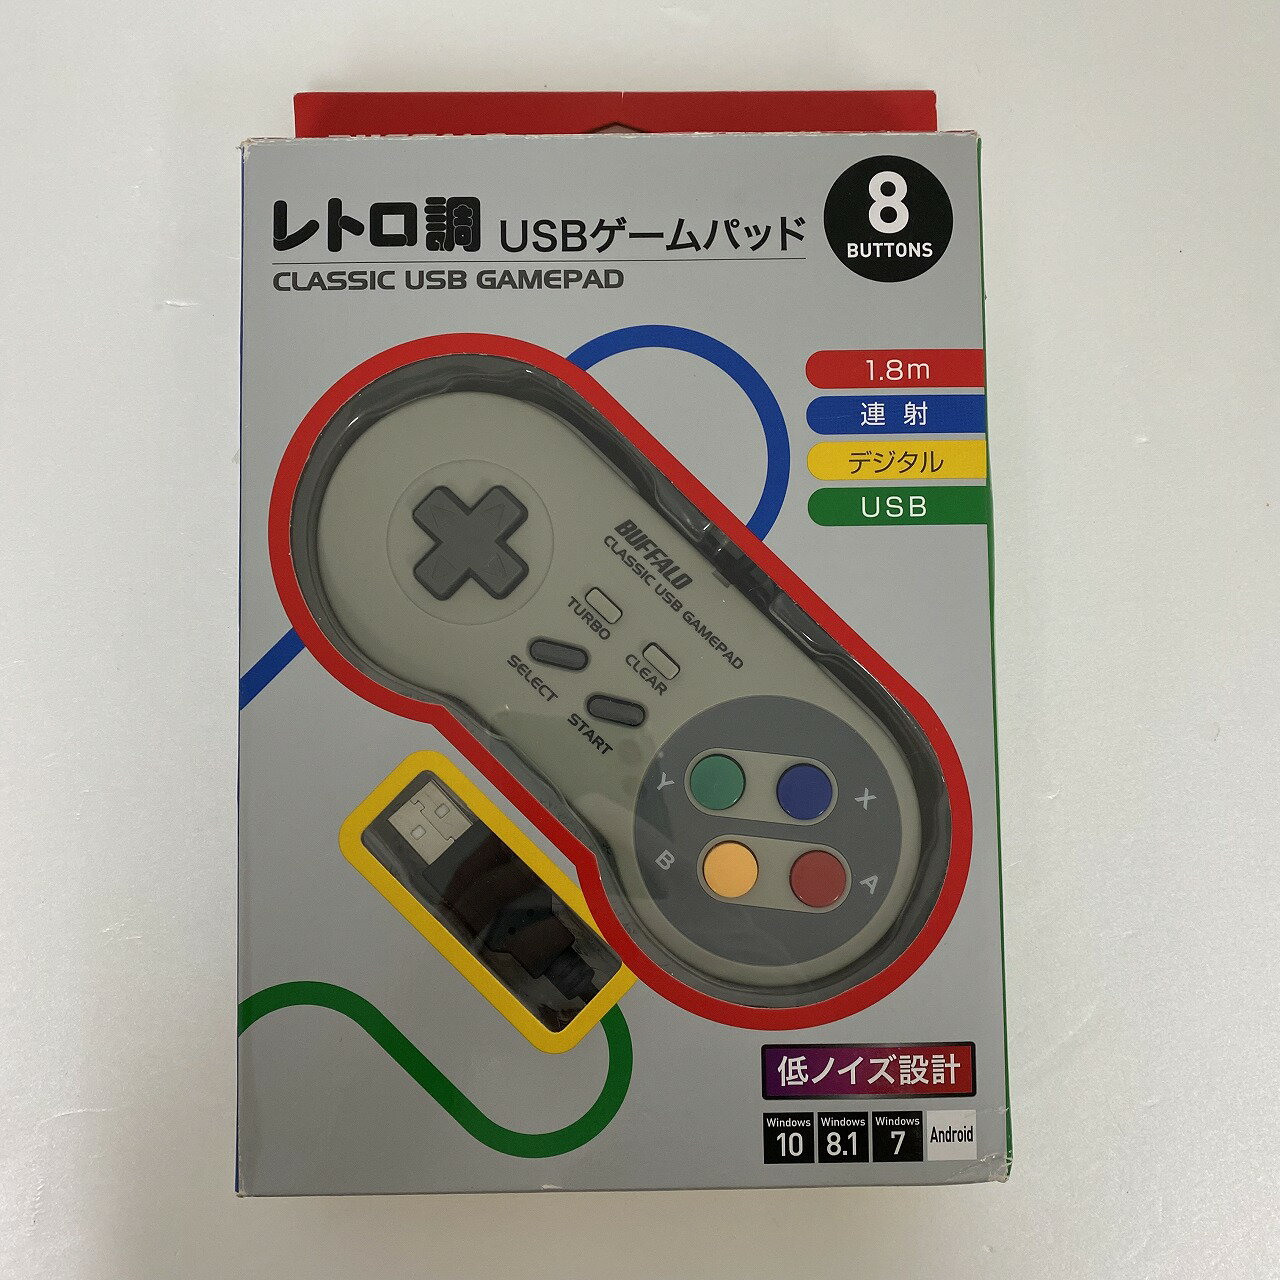 レトロ調 USBゲームパッド
CLASSIC USB GAMEPAD
8
BUTTONS
1.8m
連射
デジタル
USB
BUFFALO
CLASSIC USB GAMEPAD
TURBO
CLEAR
SELECT
START
Y
X
B
A
低ノイズ設計
Windows
10
Windows
8.1
Windows
7
Android